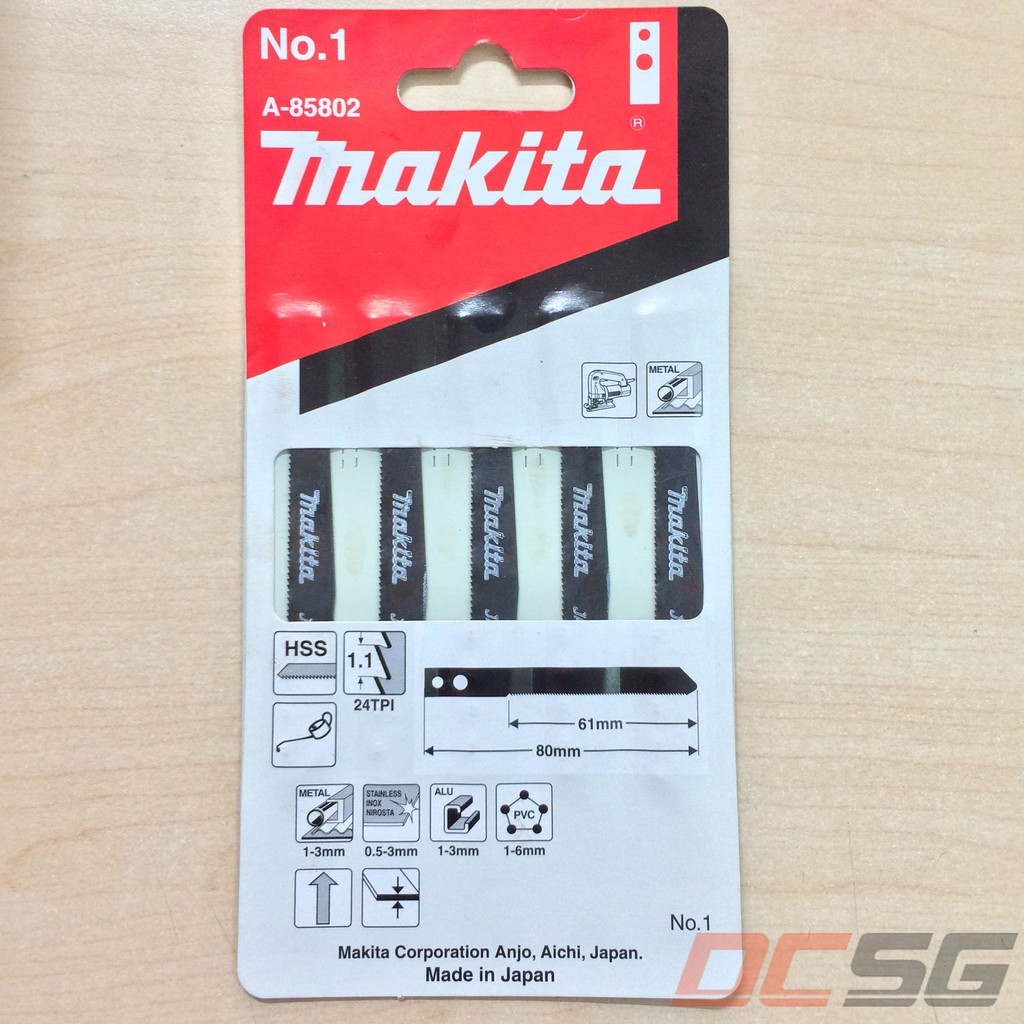 No.1
A-85802
®
makita
METAL
makita
makita
makita
makita
makita
HSS
1.1
24TPI
61mm
80mm
METAL
STAINLESS
INOX
NIROSTA
ALU
PVC
1-3mm
0.5-3mm
1-3mm
1-6mm
No.1
Makita Corporation Anjo, Aichi, Japan.
Made in Japan
DCSG